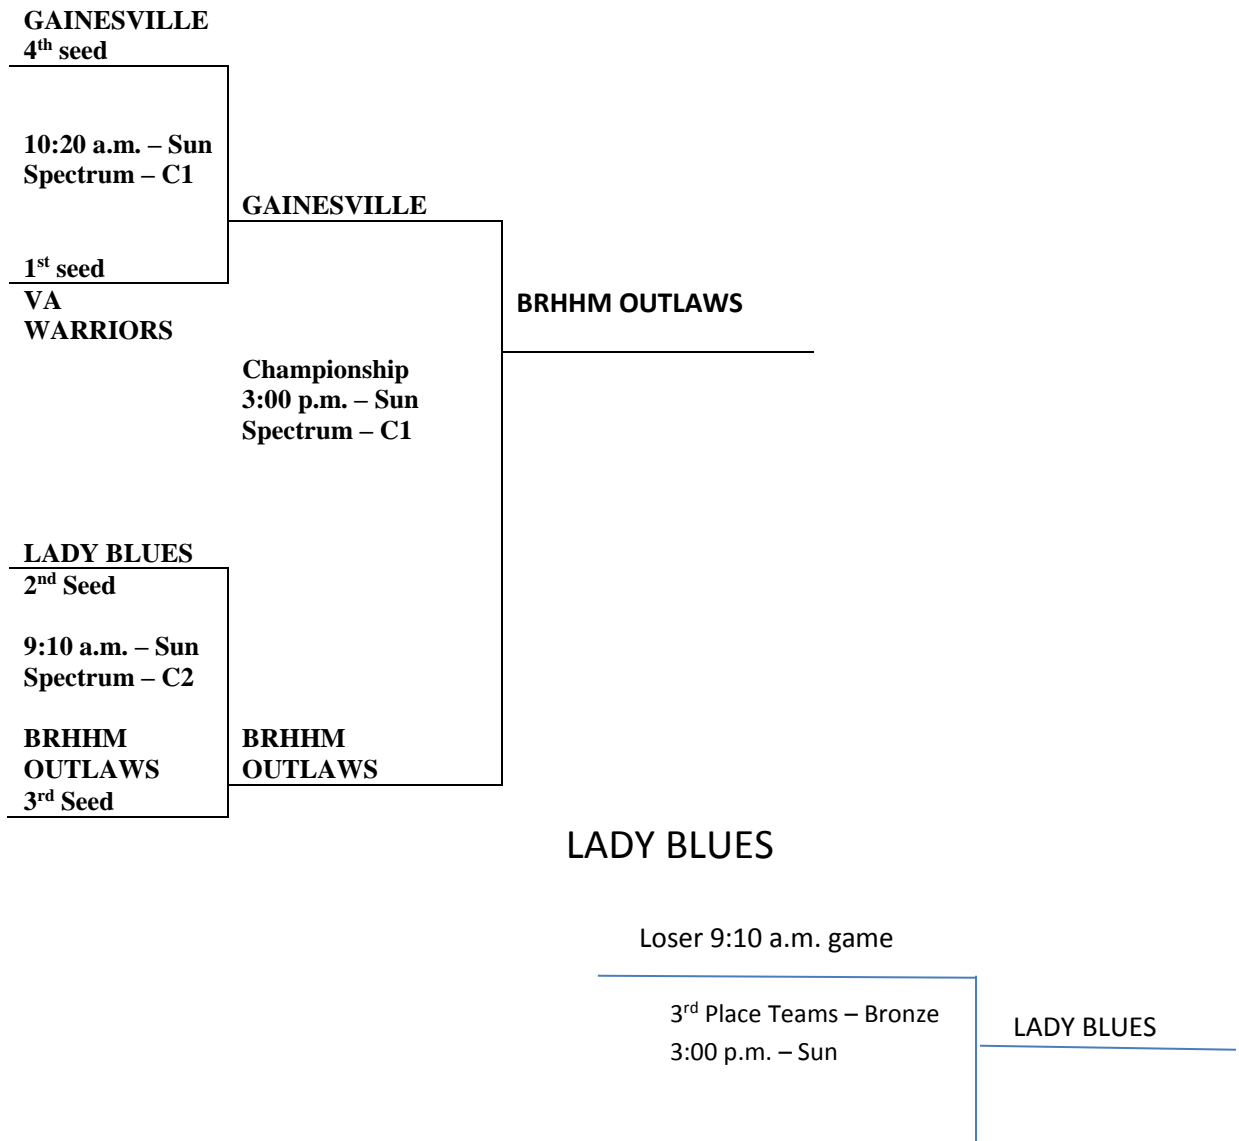 GAINESVILLE
4th seed
10:20 a.m. – Sun
Spectrum – C1
GAINESVILLE
1st seed
VA
WARRIORS
BRHHM OUTLAWS
Championship
3:00 p.m. – Sun
Spectrum – C1
LADY BLUES
2nd Seed
9:10 a.m. – Sun
Spectrum – C2
BRHHM
OUTLAWS
3rd Seed
BRHHM
OUTLAWS
LADY BLUES
Loser 9:10 a.m. game
3rd Place Teams – Bronze
3:00 p.m. – Sun
LADY BLUES